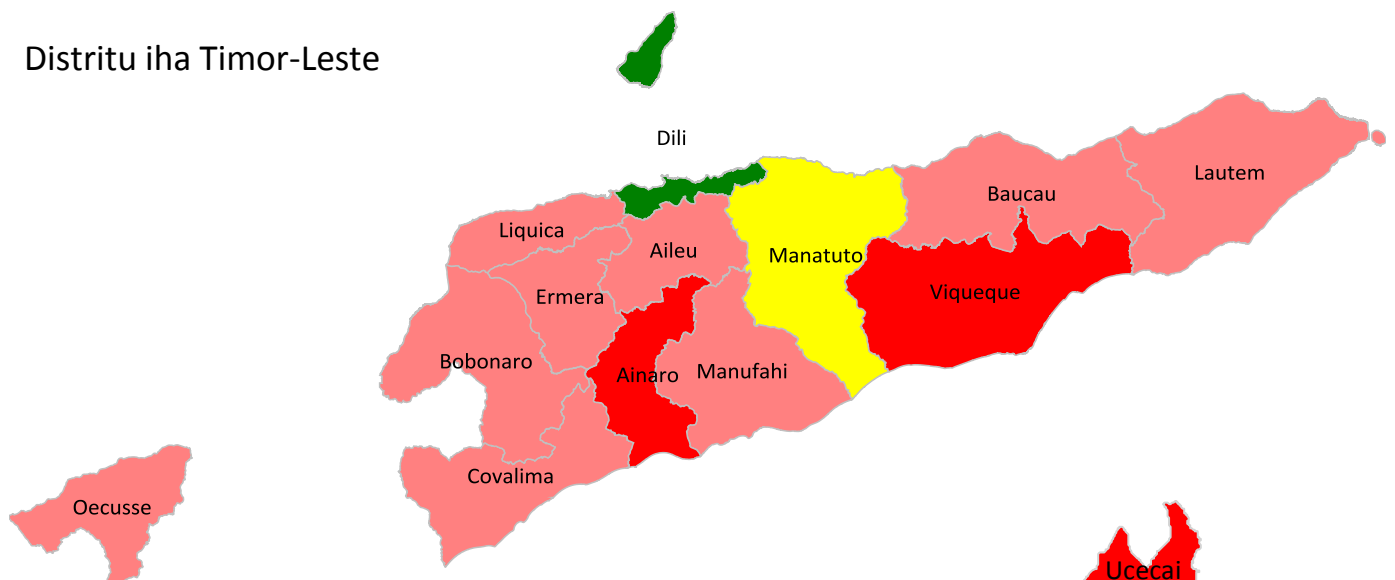 Distritu iha Timor-Leste
Dili
Lautem
Baucau
Liquica
Aileu
Manatuto
Viqueque
Ermera
Bobonaro
Ainaro
Manufahi
Covalima
Oecusse
Ucecai